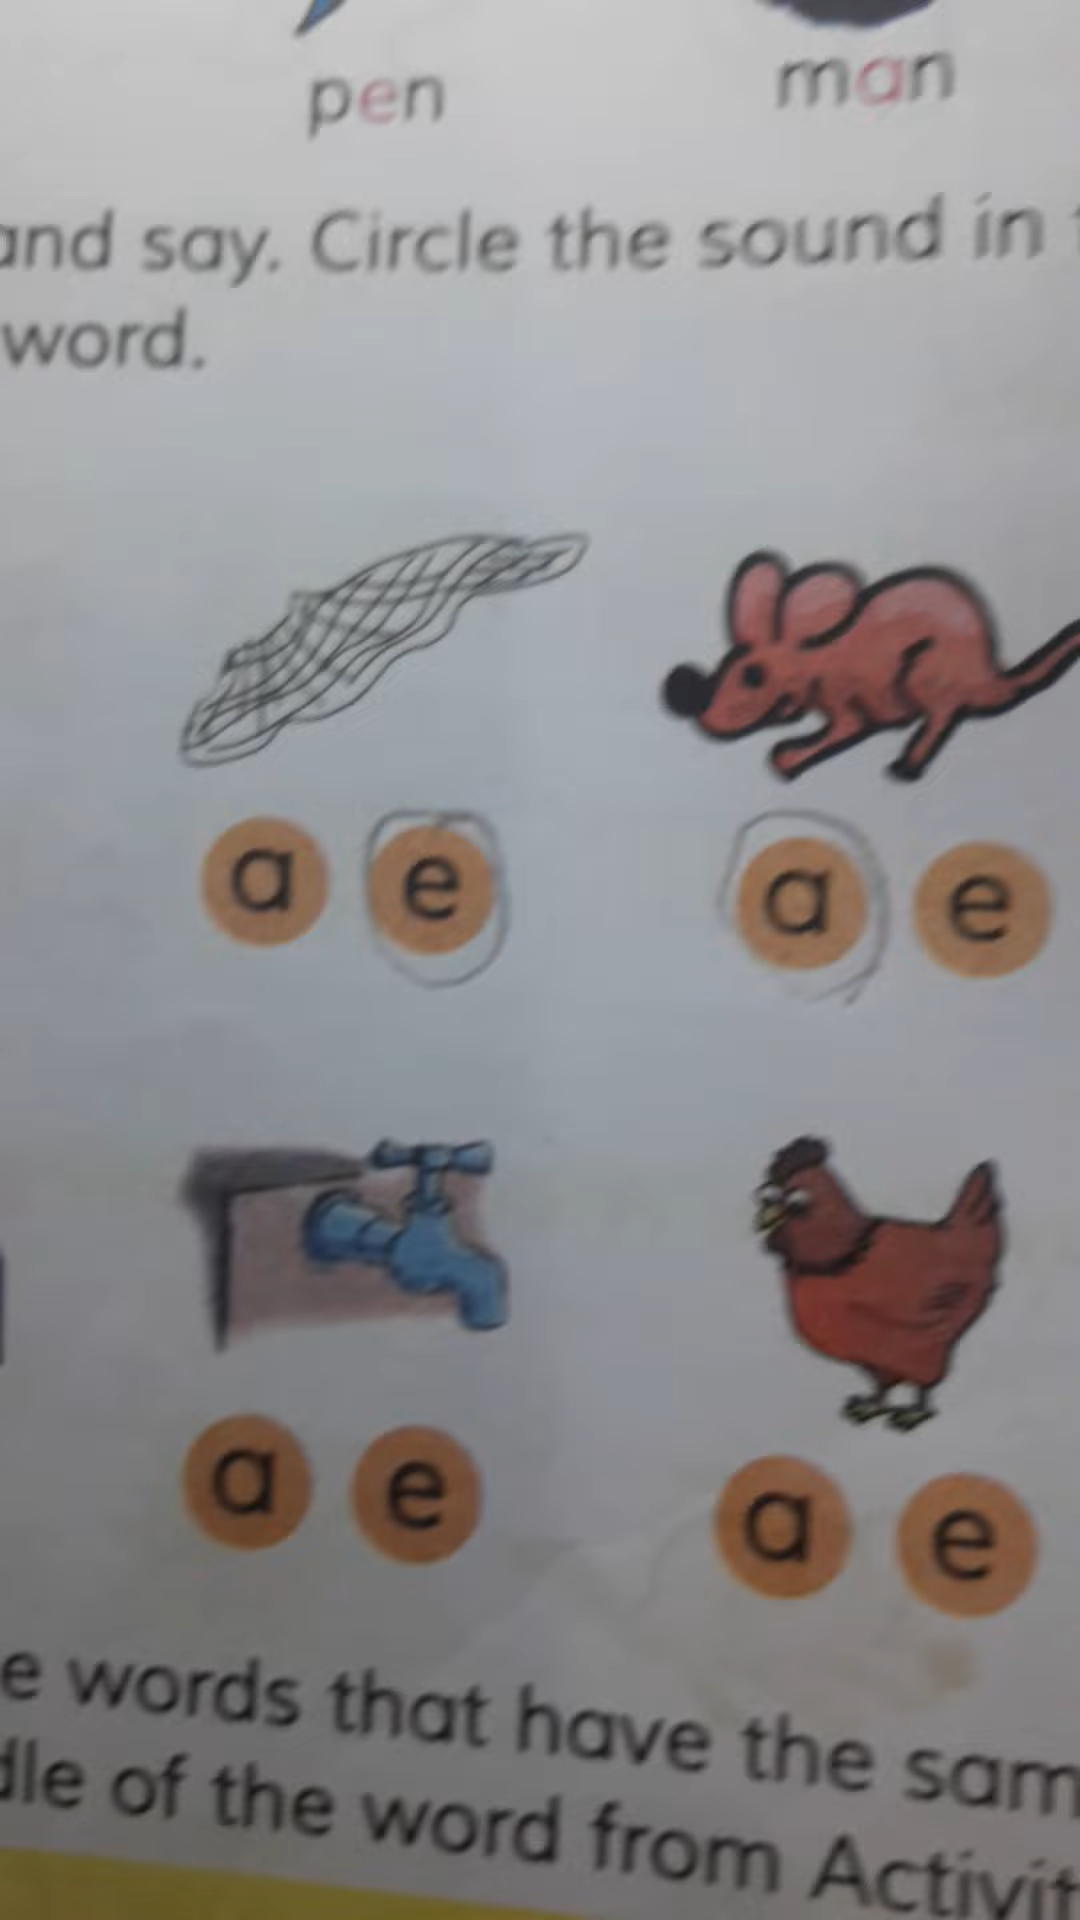 pen man
and say. Circle the sound in
word.
a e a e
a e a e
e words that have the sam
dle of the word from Activit